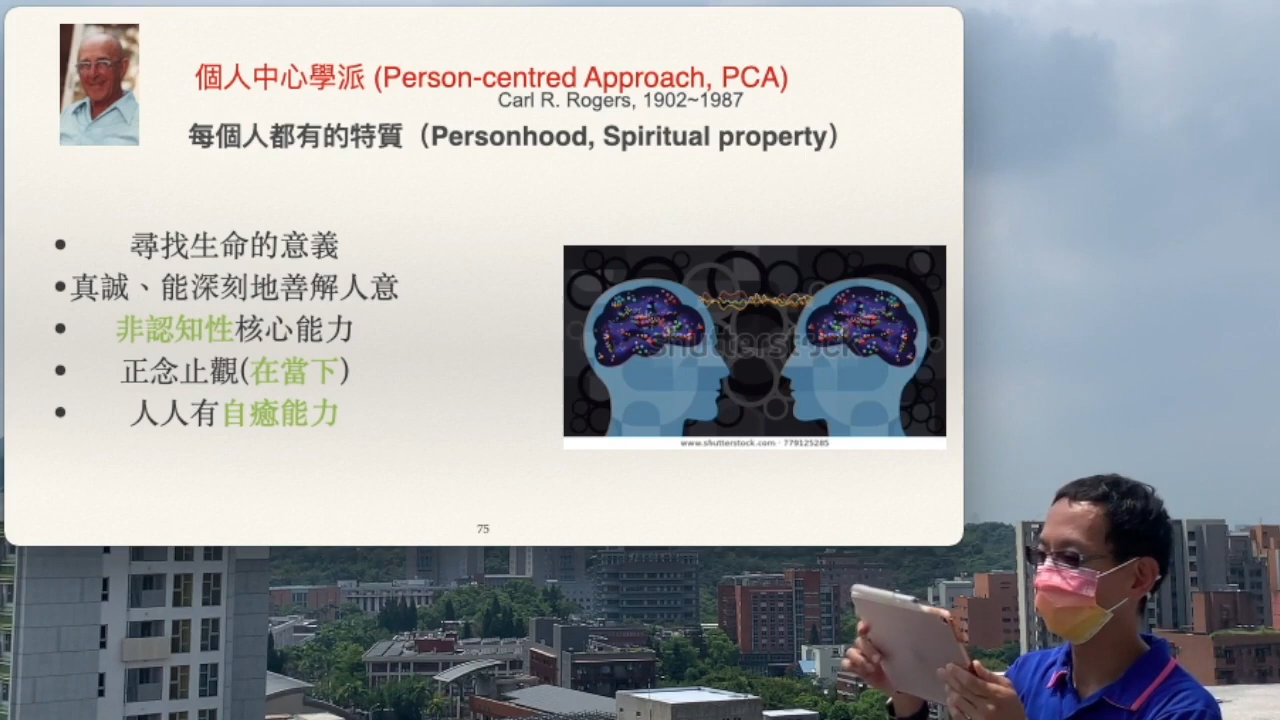 個人中心學派 (Person-centred Approach, PCA)
Carl R. Rogers, 1902~1987
每個人都有的特質（Personhood, Spiritual property）
• 尋找生命的意義
• 真誠、能深刻地善解人意
• 非認知性核心能力
• 正念止觀(在當下)
• 人人有自癒能力
shutterstock
www.shutterstock.com · 779125285
75